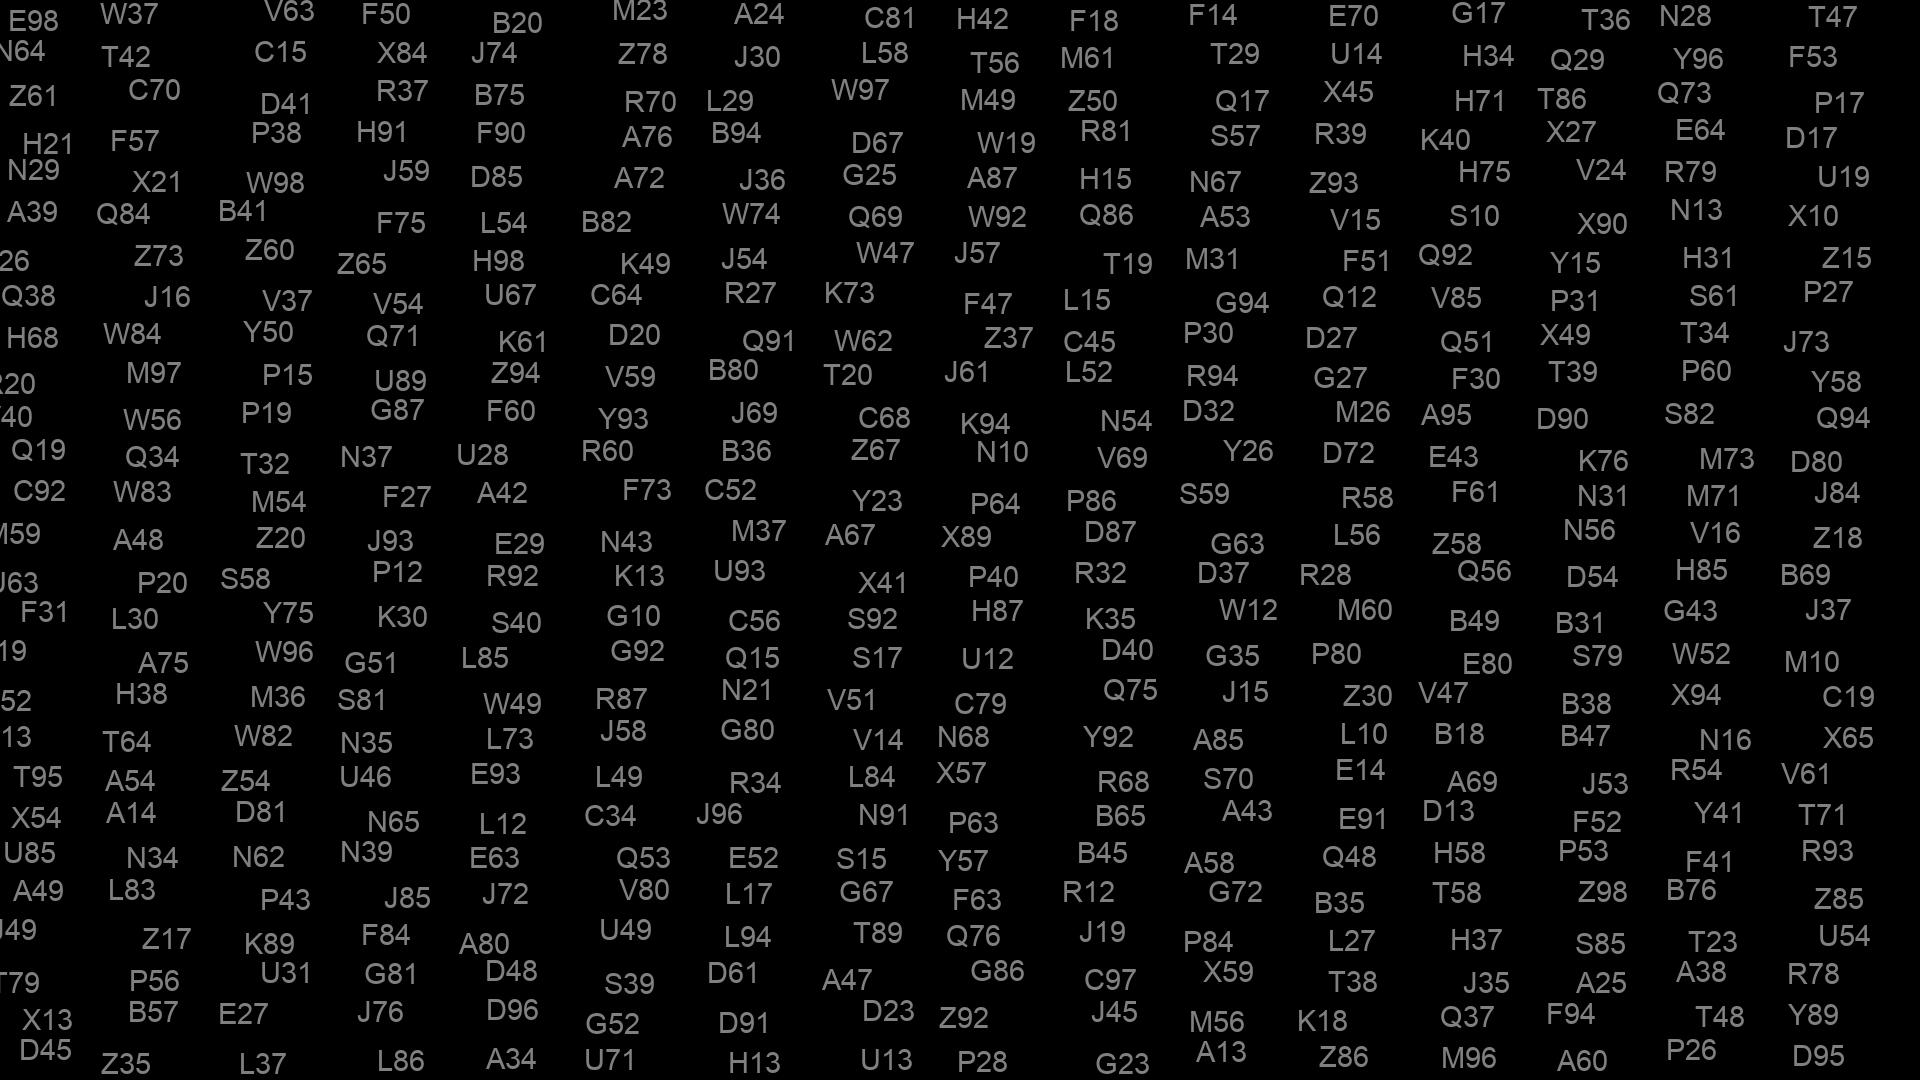 E98 W37 V63 F50 B20 M23 A24 C81 H42 F18 F14 E70 G17 T36 N28 T47
N64 T42 C15 X84 J74 Z78 J30 L58 T56 M61 T29 U14 H34 Q29 Y96 F53
Z61 C70 D41 R37 B75 R70 L29 W97 M49 Z50 Q17 X45 H71 T86 Q73 P17
H21 F57 P38 H91 F90 A76 B94 D67 W19 R81 S57 R39 K40 X27 E64 D17
N29 X21 W98 J59 D85 A72 J36 G25 A87 H15 N67 Z93 H75 V24 R79 U19
A39 Q84 B41 F75 L54 B82 W74 Q69 W92 Q86 A53 V15 S10 X90 N13 X10
26 Z73 Z60 Z65 H98 K49 J54 W47 J57 T19 M31 F51 Q92 Y15 H31 Z15
Q38 J16 V37 V54 U67 C64 R27 K73 F47 L15 G94 Q12 V85 P31 S61 P27
H68 W84 Y50 Q71 K61 D20 Q91 W62 Z37 C45 P30 D27 Q51 X49 T34 J73
R20 M97 P15 U89 Z94 V59 B80 T20 J61 L52 R94 G27 F30 T39 P60 Y58
40 W56 P19 G87 F60 Y93 J69 C68 K94 N54 D32 M26 A95 D90 S82 Q94
Q19 Q34 T32 N37 U28 R60 B36 Z67 N10 V69 Y26 D72 E43 K76 M73 D80
C92 W83 M54 F27 A42 F73 C52 Y23 P64 P86 S59 R58 F61 N31 M71 J84
M59 A48 Z20 J93 E29 N43 M37 A67 X89 D87 G63 L56 Z58 N56 V16 Z18
63 P20 S58 P12 R92 K13 U93 X41 P40 R32 D37 R28 Q56 D54 H85 B69
F31 L30 Y75 K30 S40 G10 C56 S92 H87 K35 W12 M60 B49 B31 G43 J37
19 A75 W96 G51 L85 G92 Q15 S17 U12 D40 G35 P80 E80 S79 W52 M10
52 H38 M36 S81 W49 R87 N21 V51 C79 Q75 J15 Z30 V47 B38 X94 C19
13 T64 W82 N35 L73 J58 G80 V14 N68 Y92 A85 L10 B18 B47 N16 X65
T95 A54 Z54 U46 E93 L49 R34 L84 X57 R68 S70 E14 A69 J53 R54 V61
X54 A14 D81 N65 L12 C34 J96 N91 P63 B65 A43 E91 D13 F52 Y41 T71
U85 N34 N62 N39 E63 Q53 E52 S15 Y57 B45 A58 Q48 H58 P53 F41 R93
A49 L83 P43 J85 J72 V80 L17 G67 F63 R12 G72 B35 T58 Z98 B76 Z85
49 Z17 K89 F84 A80 U49 L94 T89 Q76 J19 P84 L27 H37 S85 T23 U54
T79 P56 U31 G81 D48 S39 D61 A47 G86 C97 X59 T38 J35 A25 A38 R78
X13 B57 E27 J76 D96 G52 D91 D23 Z92 J45 M56 K18 Q37 F94 T48 Y89
D45 Z35 L37 L86 A34 U71 H13 U13 P28 G23 A13 Z86 M96 A60 P26 D95